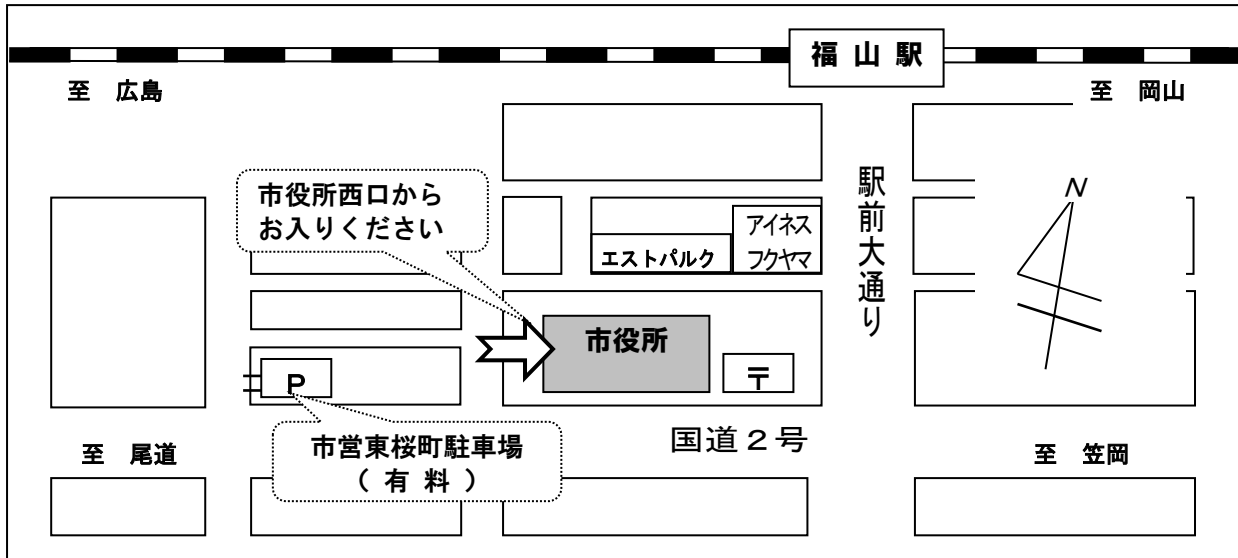 福山駅
至 広島
至 岡山
市役所西口から
お入りください
駅前大通り
N
アイネス
フクヤマ
エストパルク
市役所
〒
P
市営東桜町駐車場
（有料）
国道２号
至 尾道
至 笠岡